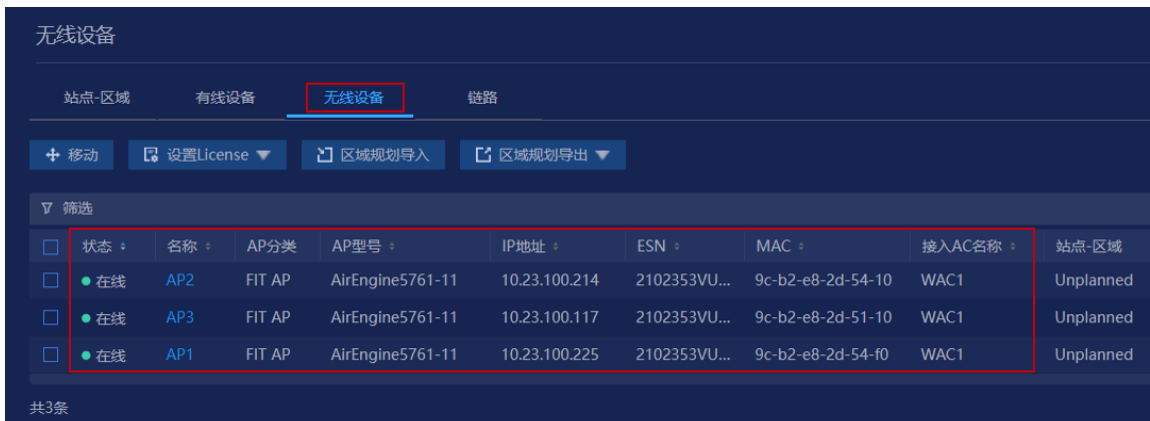 无线设备
站点-区域 有线设备 无线设备 链路
移动 设置License 区域规划导入 区域规划导出
筛选
状态 名称 AP分类 AP型号 IP地址 ESN MAC 接入AC名称 站点-区域
在线 AP2 FIT AP AirEngine5761-11 10.23.100.214 2102353VU... 9c-b2-e8-2d-54-10 WAC1 Unplanned
在线 AP3 FIT AP AirEngine5761-11 10.23.100.117 2102353VU... 9c-b2-e8-2d-51-10 WAC1 Unplanned
在线 AP1 FIT AP AirEngine5761-11 10.23.100.225 2102353VU... 9c-b2-e8-2d-54-f0 WAC1 Unplanned
共3条